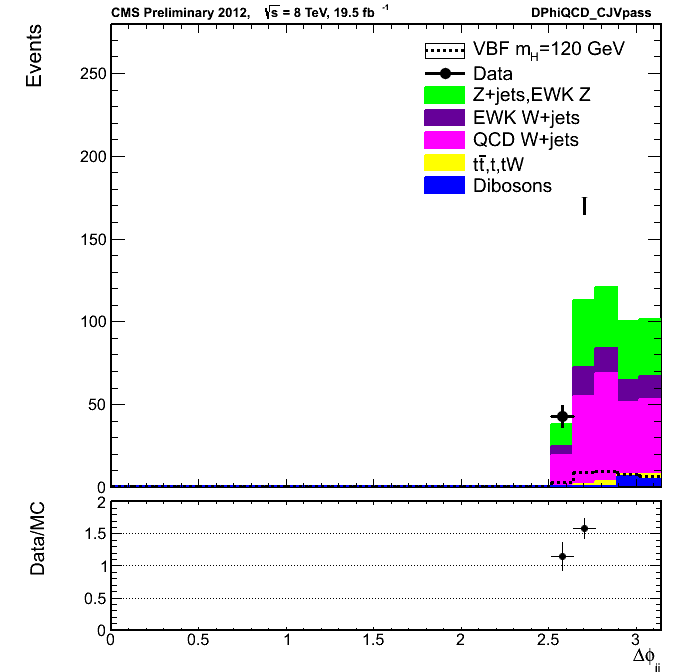 CMS Preliminary 2012, √s = 8 TeV, 19.5 fb⁻¹ DPhiQCD_CJVpass
Events
VBF m_H=120 GeV
Data
Z+jets,EWK Z
EWK W+jets
QCD W+jets
tt̄,t,tW
Dibosons
250
200
150
100
50
0
Data/MC
2
1.5
1
0.5
0
0 0.5 1 1.5 2 2.5 3
Δϕ_jj